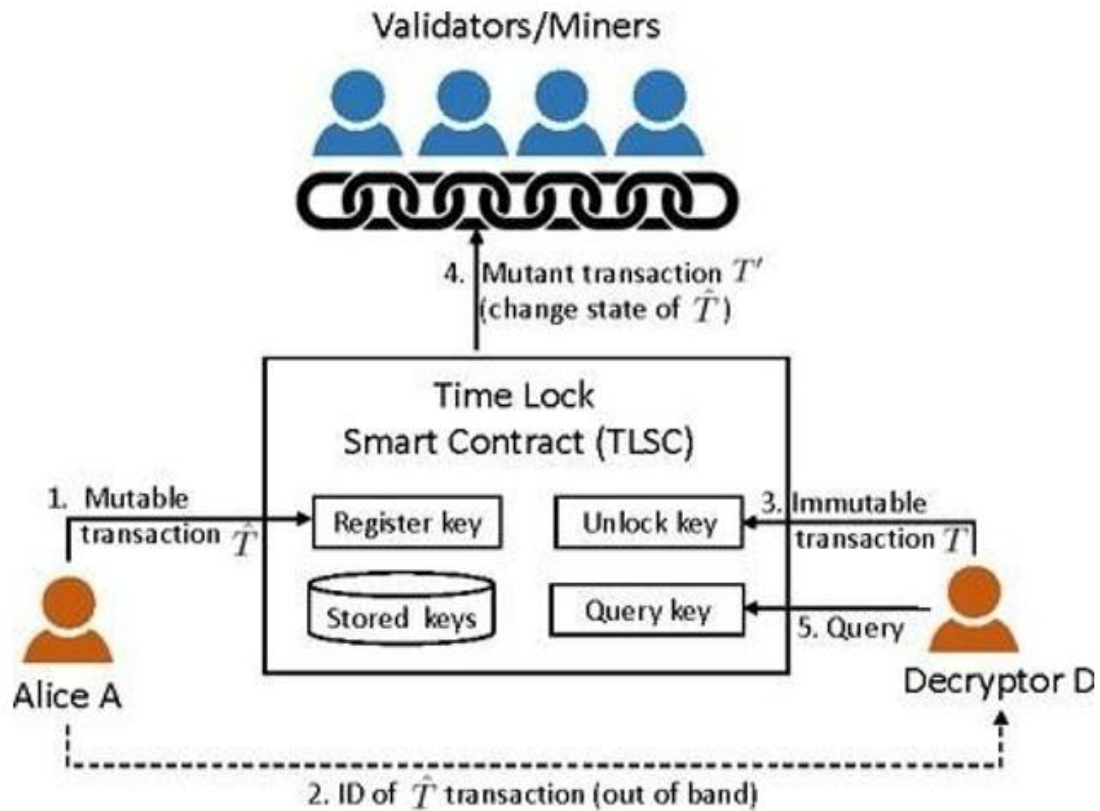 Validators/Miners
4. Mutant transaction T′
(change state of T̂)
Time Lock
Smart Contract (TLSC)
1. Mutable
transaction T̂
Register key
Unlock key
3. Immutable
transaction T
Stored keys
Query key
5. Query
Alice A
Decryptor D
2. ID of T̂ transaction (out of band)